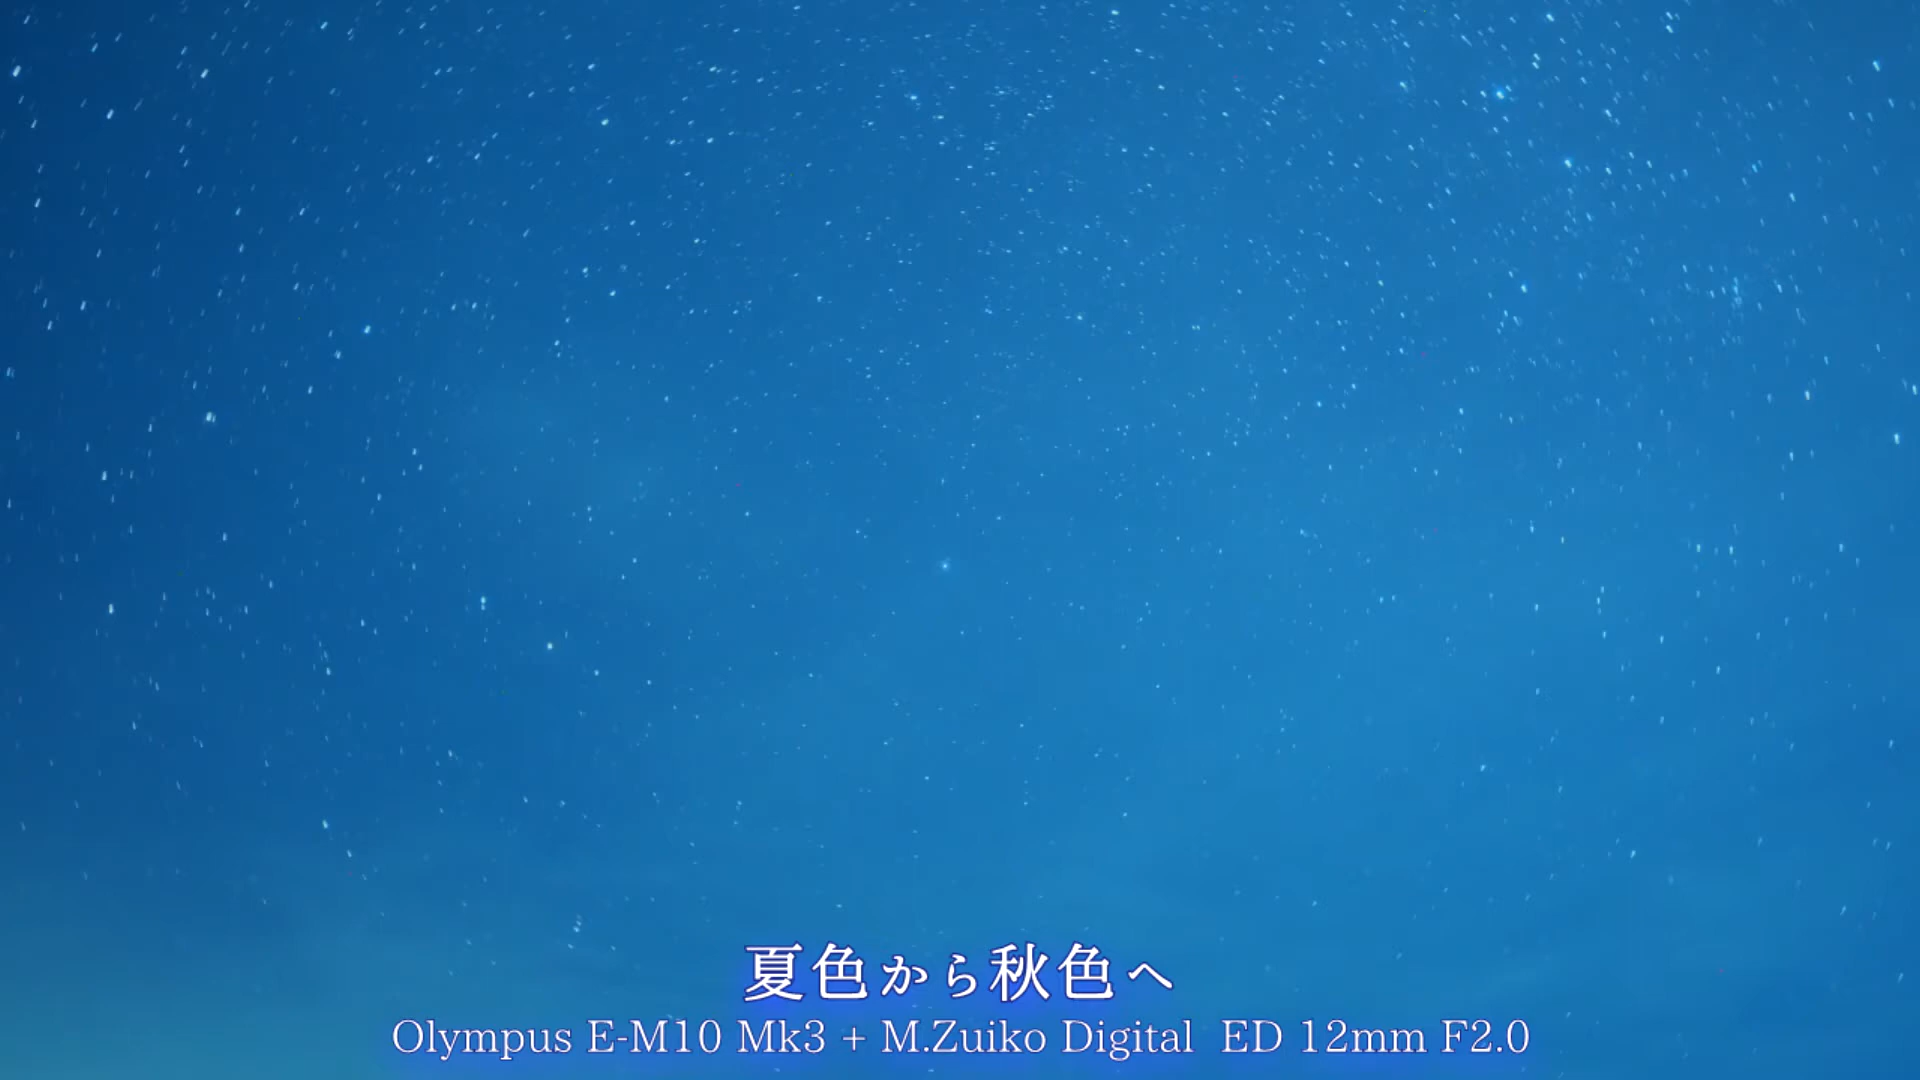 夏色から秋色へ
Olympus E-M10 Mk3 + M.Zuiko Digital  ED 12mm F2.0